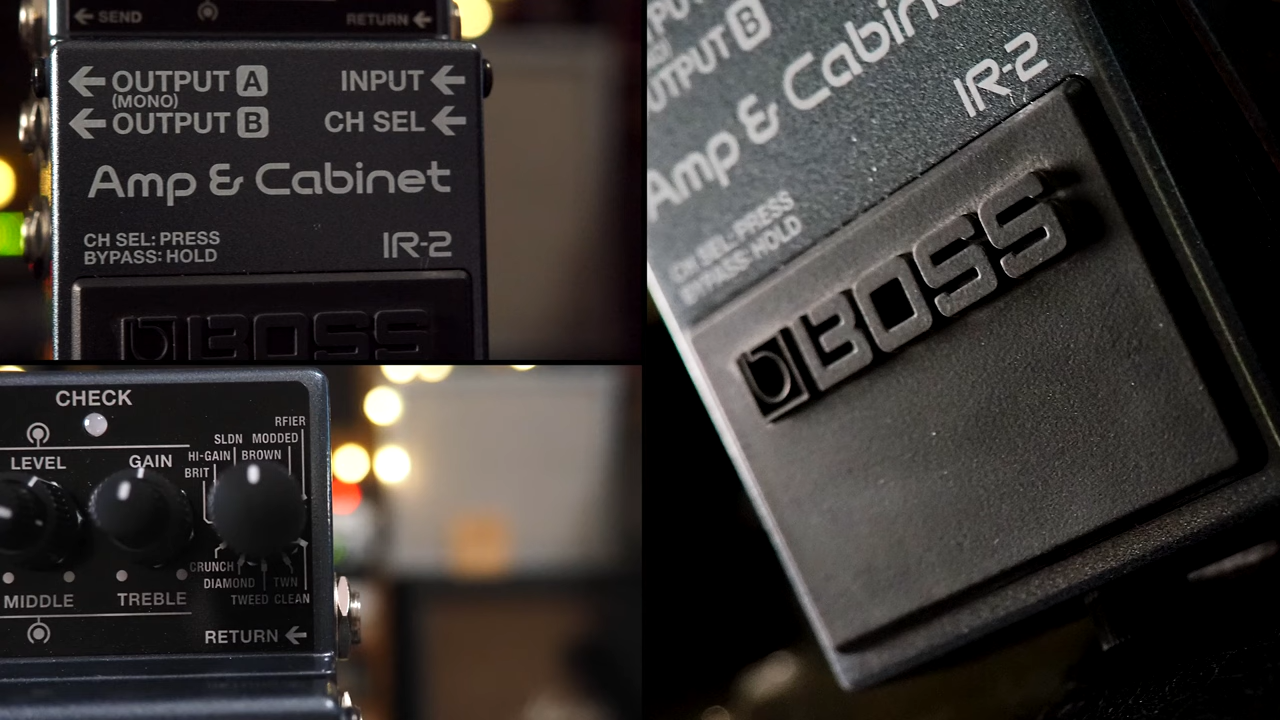 SEND RETURN
OUTPUT A INPUT
(MONO)
OUTPUT B CH SEL
Amp & Cabinet
CH SEL: PRESS
BYPASS: HOLD IR-2
BOSS
CHECK
RFIER
SLDN MODDED
LEVEL GAIN HI-GAIN BROWN
BRIT
CRUNCH
DIAMOND TWN
MIDDLE TREBLE TWEED CLEAN
RETURN
OUTPUT B
Amp & Cabin
IR-2
CH SEL: PRESS
BYPASS: HOLD
BOSS